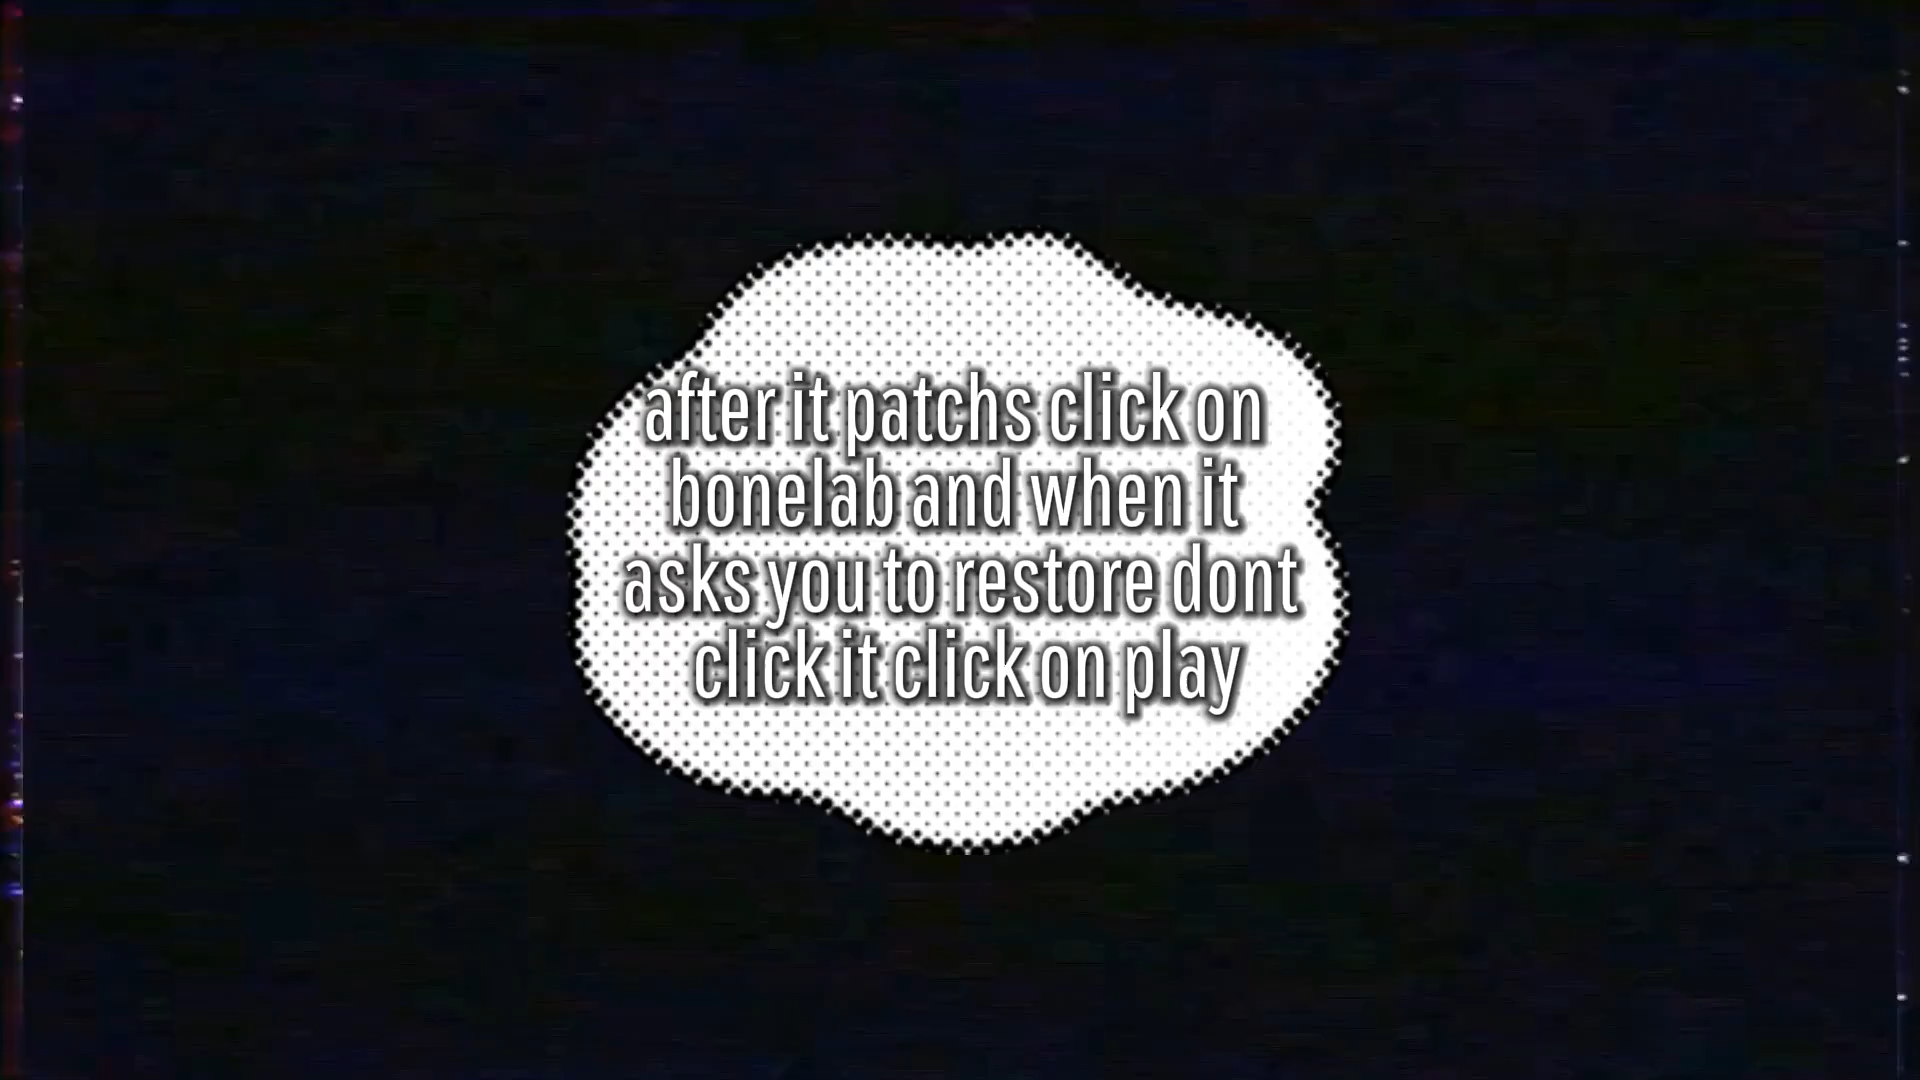 after it patchs click on
bonelab and when it
asks you to restore dont
click it click on play